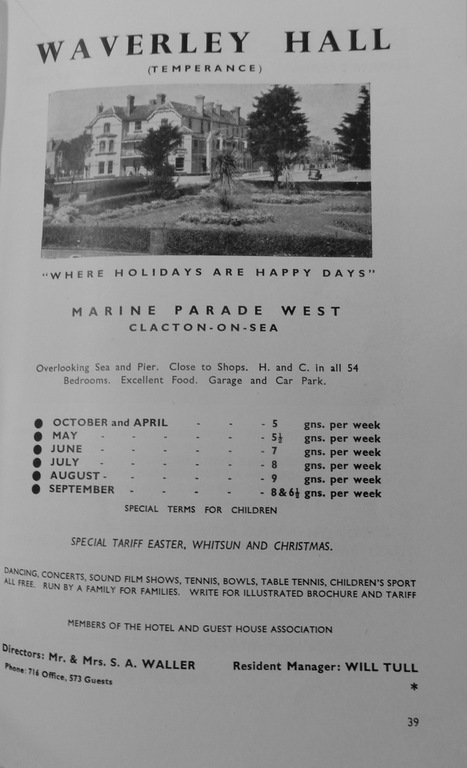 WAVERLEY HALL
(TEMPERANCE)
"WHERE HOLIDAYS ARE HAPPY DAYS"
MARINE PARADE WEST
CLACTON-ON-SEA
Overlooking Sea and Pier. Close to Shops. H. and C. in all 54
Bedrooms. Excellent Food. Garage and Car Park.
● OCTOBER and APRIL - - - 5 gns. per week
● MAY - - - - - 5½ gns. per week
● JUNE - - - - - 7 gns. per week
● JULY - - - - - 8 gns. per week
● AUGUST - - - - - 9 gns. per week
● SEPTEMBER - - - - - 8 & 6½ gns. per week
SPECIAL TERMS FOR CHILDREN
SPECIAL TARIFF EASTER, WHITSUN AND CHRISTMAS.
DANCING, CONCERTS, SOUND FILM SHOWS, TENNIS, BOWLS, TABLE TENNIS, CHILDREN'S SPORT
ALL FREE. RUN BY A FAMILY FOR FAMILIES. WRITE FOR ILLUSTRATED BROCHURE AND TARIFF
MEMBERS OF THE HOTEL AND GUEST HOUSE ASSOCIATION
Directors: Mr. & Mrs. S. A. WALLER Resident Manager: WILL TULL
Phone: 716 Office, 573 Guests
*
39